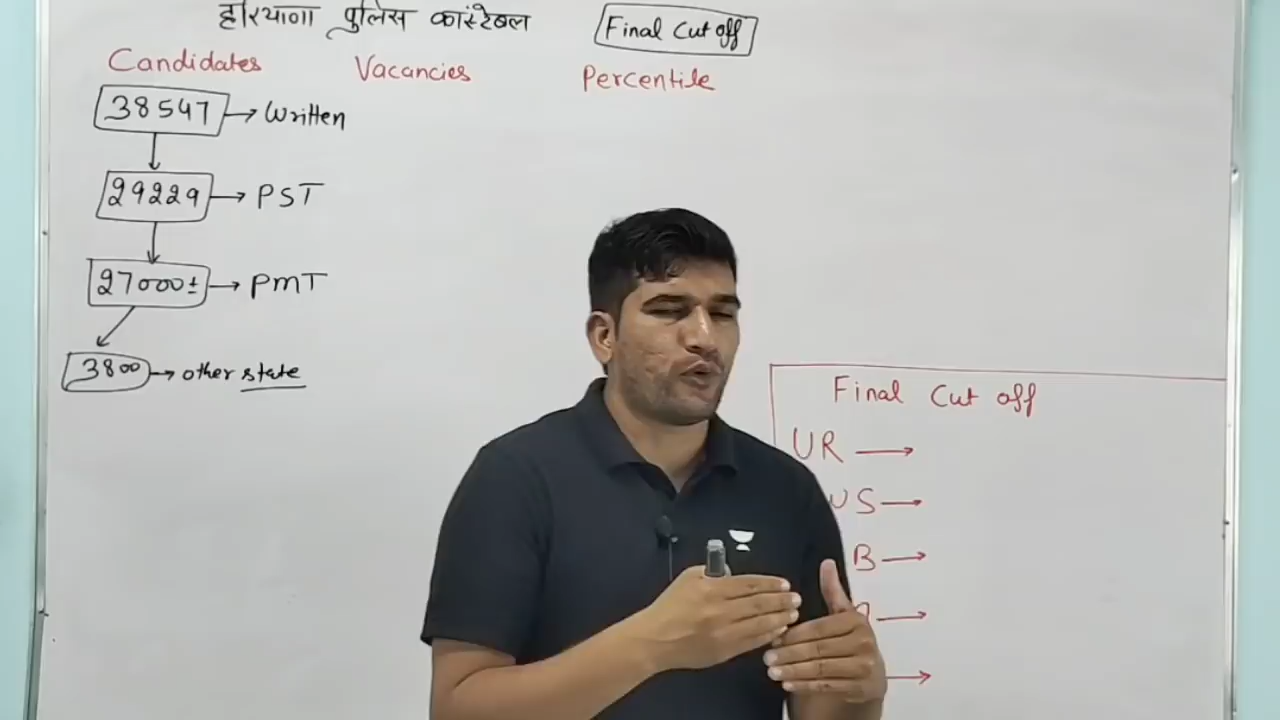 हरियाणा पुलिस कांस्टेबल Final Cut off
Candidates Vacancies Percentile
38547 → Written
29229 → PST
27000± → PMT
3800 → other state
Final Cut off
UR →
US →
B →
→
→